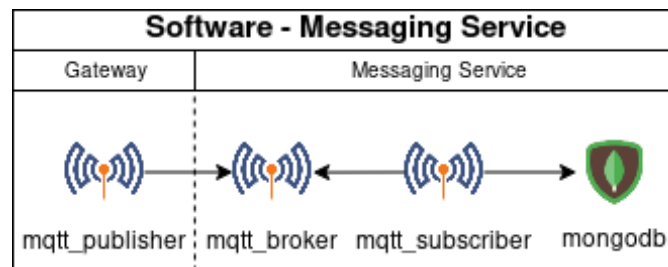 Software - Messaging Service
Gateway
Messaging Service
mqtt_publisher
mqtt_broker
mqtt_subscriber
mongodb